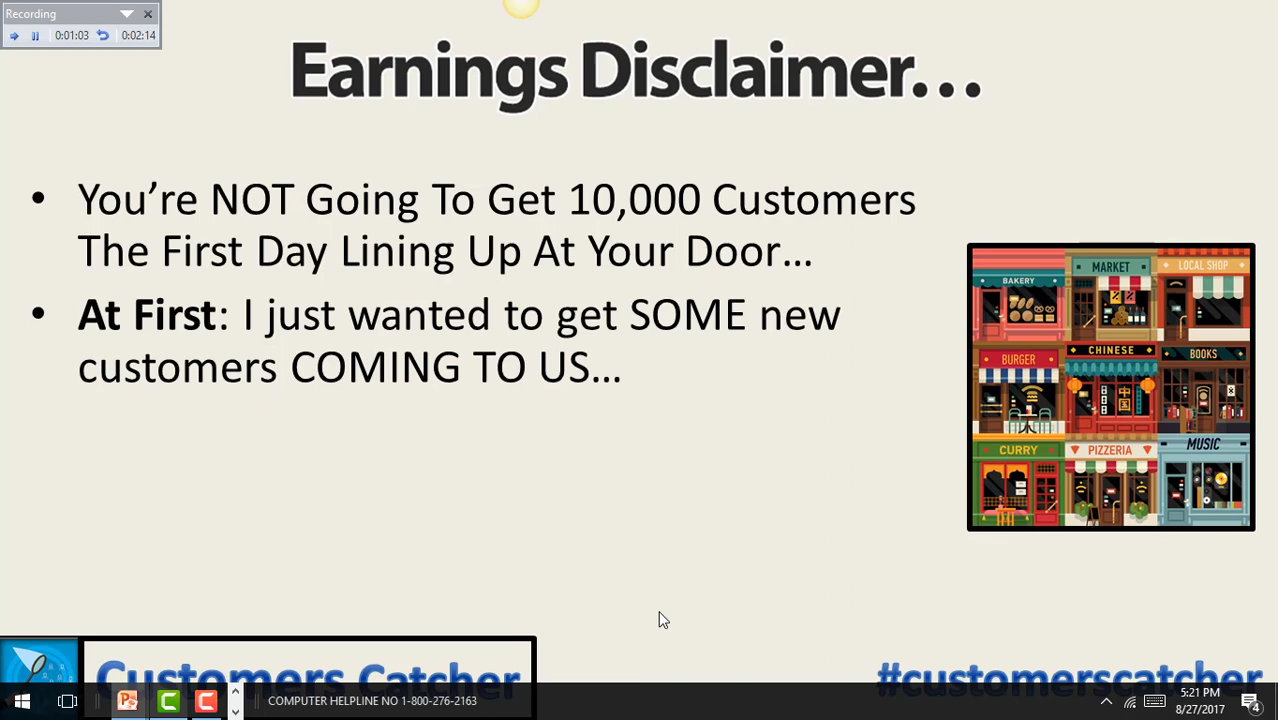 Recording
0:01:03 0:02:14
Earnings Disclaimer…
• You’re NOT Going To Get 10,000 Customers
The First Day Lining Up At Your Door…
• At First: I just wanted to get SOME new
customers COMING TO US…
BAKERY
MARKET
LOCAL SHOP
BURGER
CHINESE
BOOKS
中国
CURRY
PIZZERIA
MUSIC
Customers Catcher
#customerscatcher
COMPUTER HELPLINE NO 1-800-276-2163
5:21 PM
8/27/2017
4